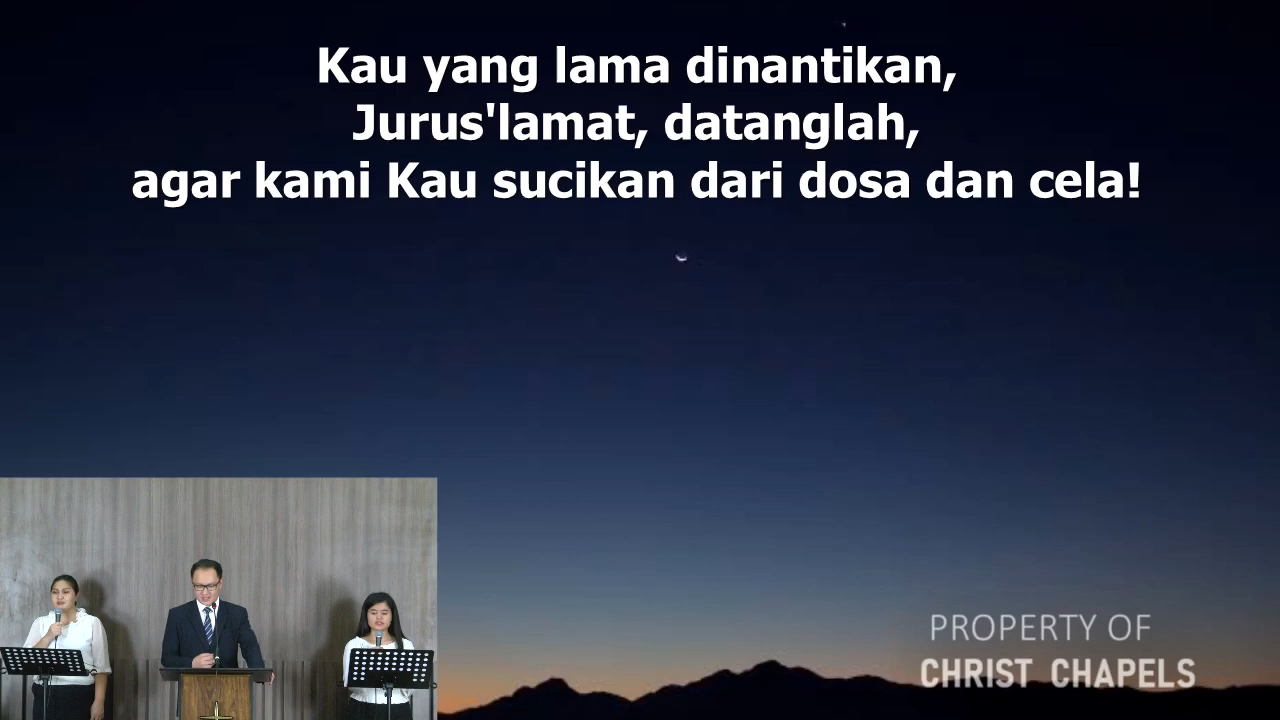 Kau yang lama dinantikan,
Jurus'lamat, datanglah,
agar kami Kau sucikan dari dosa dan cela!
PROPERTY OF
CHRIST CHAPELS